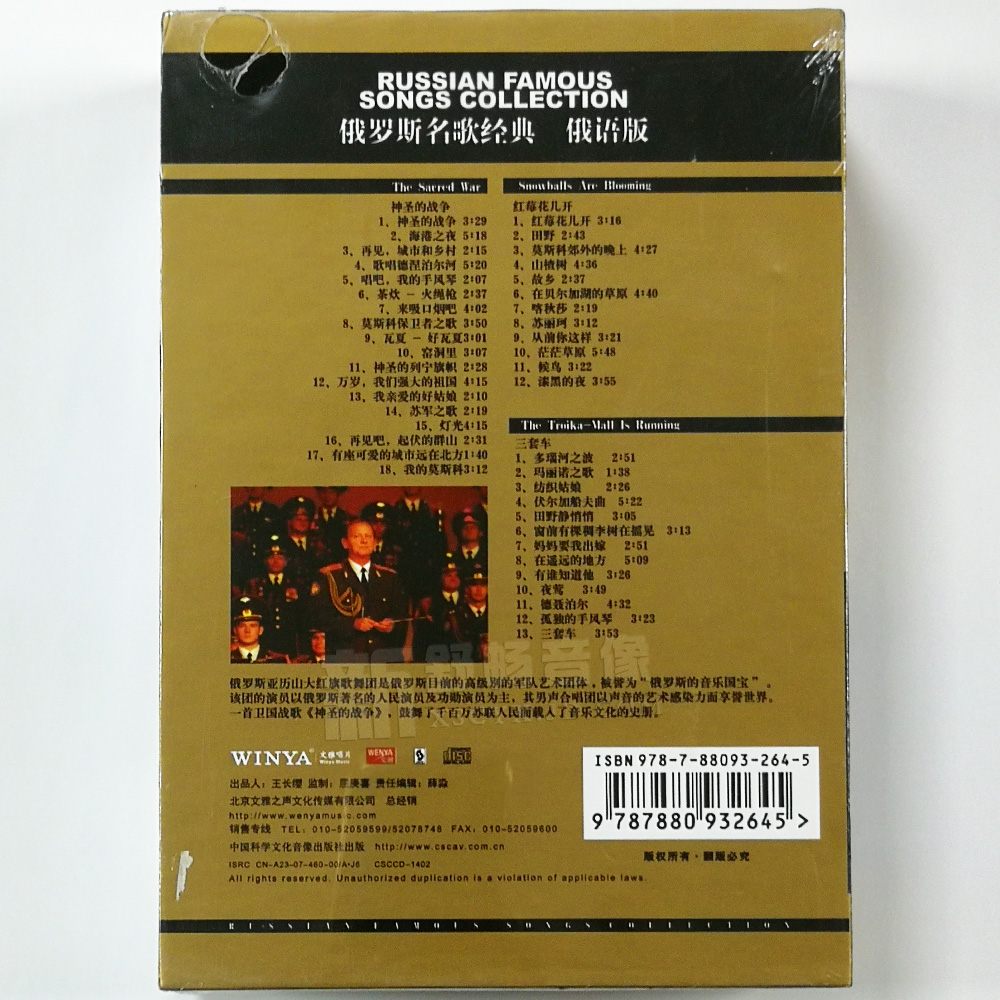 RUSSIAN FAMOUS
SONGS COLLECTION
俄罗斯名歌经典 俄语版
The Sacred War
神圣的战争
1、神圣的战争 3:29
2、海港之夜 5:18
3、再见，城市和乡村 2:15
4、歌唱德涅泊尔河 5:20
5、唱吧，我的手风琴 2:07
6、茶炊 - 火绳枪 2:37
7、来吸口烟吧 4:02
8、莫斯科保卫者之歌 3:50
9、瓦夏 - 好瓦夏3:01
10、窑洞里 3:07
11、神圣的列宁旗帜 2:28
12、万岁，我们强大的祖国 4:15
13、我亲爱的好姑娘 2:10
14、苏军之歌 2:19
15、灯光4:15
16、再见吧，起伏的群山 2:31
17、有座可爱的城市远在北方1:40
18、我的莫斯科3:12
Snowballs Are Blooming
红莓花儿开
1、红莓花儿开 3:16
2、田野 2:43
3、莫斯科郊外的晚上 4:27
4、山楂树 4:36
5、故乡 2:37
6、在贝尔加湖的草原 4:40
7、喀秋莎 2:19
8、苏丽珂 3:12
9、从前你这样 3:21
10、茫茫草原 5:48
11、候鸟 3:22
12、漆黑的夜 3:55
The Troika-Mall Is Running
三套车
1、多瑙河之波 2:51
2、玛丽诺之歌 1:38
3、纺织姑娘 2:26
4、伏尔加船夫曲 5:22
5、田野静悄悄 3:05
6、窗前有棵稠李树在摇晃 3:13
7、妈妈要我出嫁 2:51
8、在遥远的地方 5:09
9、有谁知道他 3:26
10、夜莺 3:49
11、德聂泊尔 4:32
12、孤独的手风琴 3:23
13、三套车 3:53
舒畅音像
俄罗斯亚历山大红旗歌舞团是俄罗斯目前的高级别的军队艺术团体，被誉为“俄罗斯的音乐国宝”。
该团的演员以俄罗斯著名的人民演员及功勋演员为主，其男声合唱团以声音的艺术感染力而享誉世界。
一首卫国战歌《神圣的战争》，鼓舞了千百万苏联人民而载入了音乐文化的史册。
WINYA 文雅唱片 Winya Music WENYA disc
出品人：王长缨 监制：居庚喜 责任编辑：薛淼
北京文雅之声文化传媒有限公司 总经销
http://www.wenyamusic.com
销售专线 TEL：010-52059599/52078748 FAX：010-52059600
中国科学文化音像出版社出版 http://www.cscav.com.cn
ISRC CN-A23-07-460-00/A·J6 CSCCD-1402
All rights reserved. Unauthorized duplication is a violation of applicable laws.
ISBN 978-7-88093-264-5
9 787880 932645 >
版权所有·翻版必究
RUSSIAN FAMOUS SONGS COLLECTION